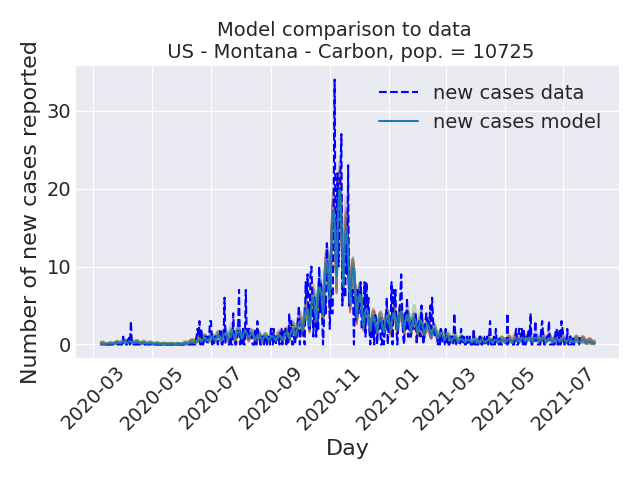 Model comparison to data
US - Montana - Carbon, pop. = 10725
new cases data
new cases model
Number of new cases reported
30
20
10
0
2020-03
2020-05
2020-07
2020-09
2020-11
2021-01
2021-03
2021-05
2021-07
Day